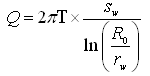 Q = 2πT × s_w / ln(R_0 / r_w)